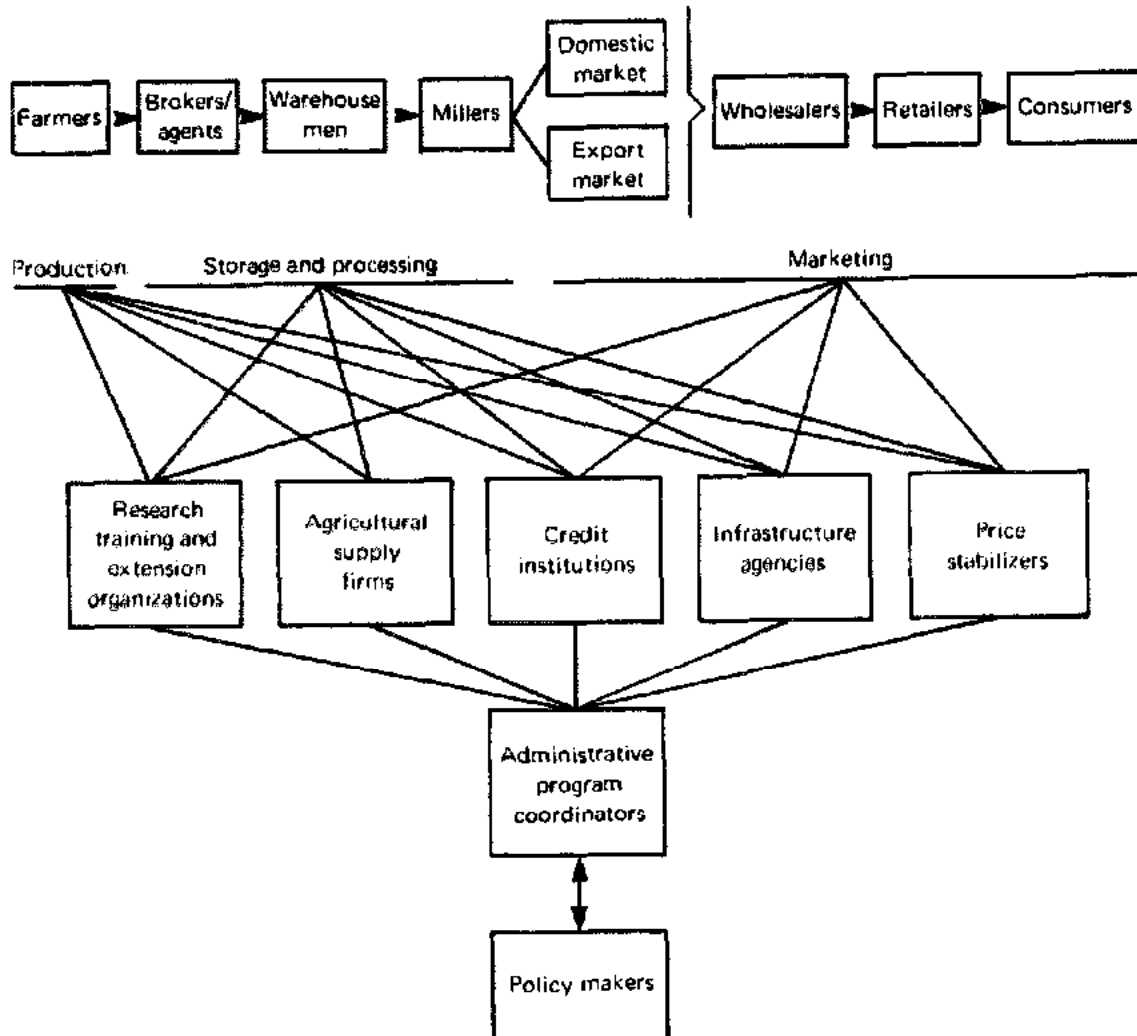 Domestic
market
Farmers
Brokers/
agents
Warehouse
men
Millers
Export
market
Wholesalers
Retailers
Consumers
Production
Storage and processing
Marketing
Research
training and
extension
organizations
Agricultural
supply
firms
Credit
institutions
Infrastructure
agencies
Price
stabilizers
Administrative
program
coordinators
Policy makers